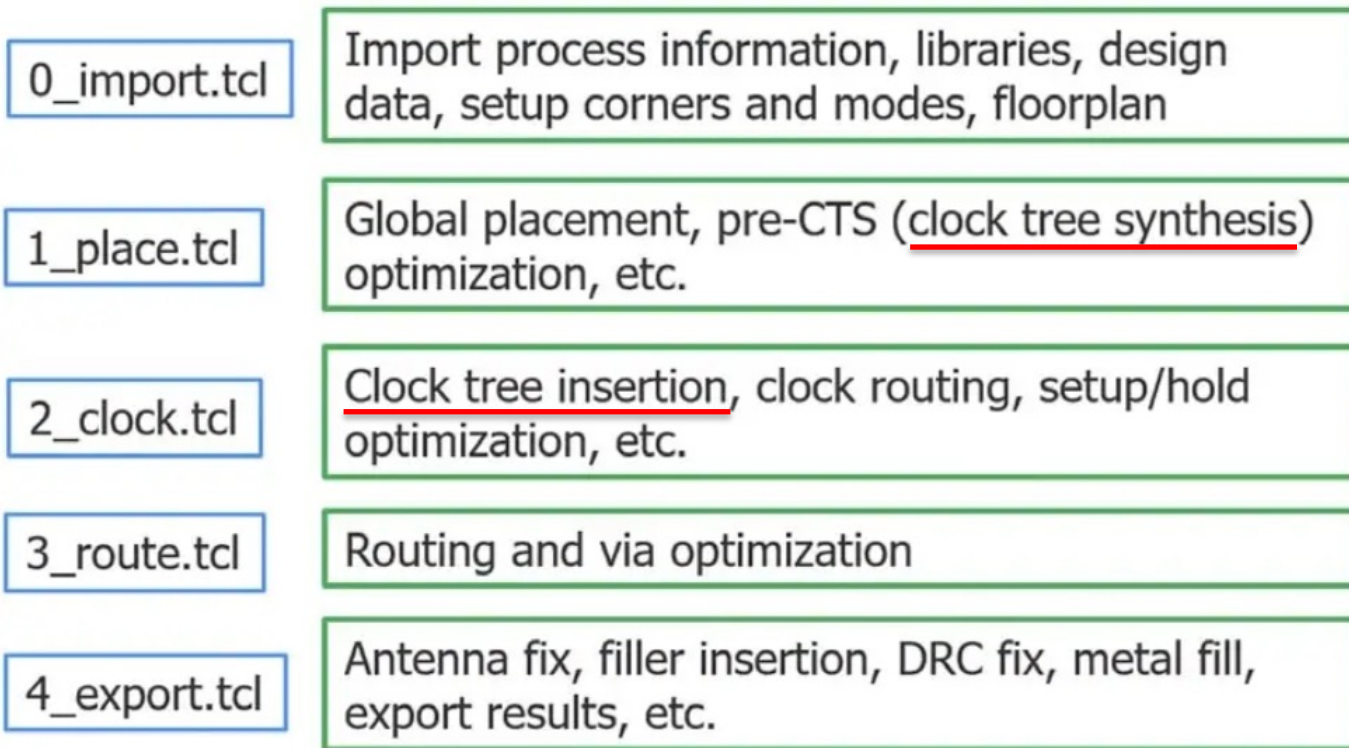 0_import.tcl
Import process information, libraries, design
data, setup corners and modes, floorplan
1_place.tcl
Global placement, pre-CTS (clock tree synthesis)
optimization, etc.
2_clock.tcl
Clock tree insertion, clock routing, setup/hold
optimization, etc.
3_route.tcl
Routing and via optimization
4_export.tcl
Antenna fix, filler insertion, DRC fix, metal fill,
export results, etc.